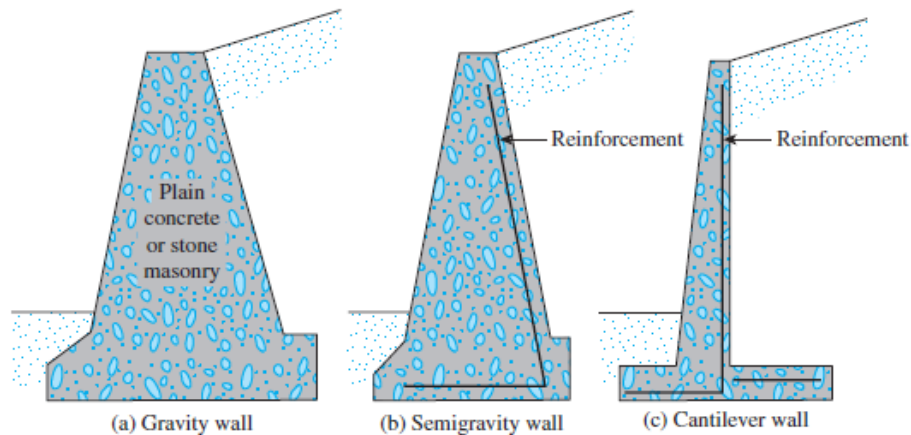 Reinforcement
Reinforcement
Plain
concrete
or stone
masonry
(a) Gravity wall
(b) Semigravity wall
(c) Cantilever wall